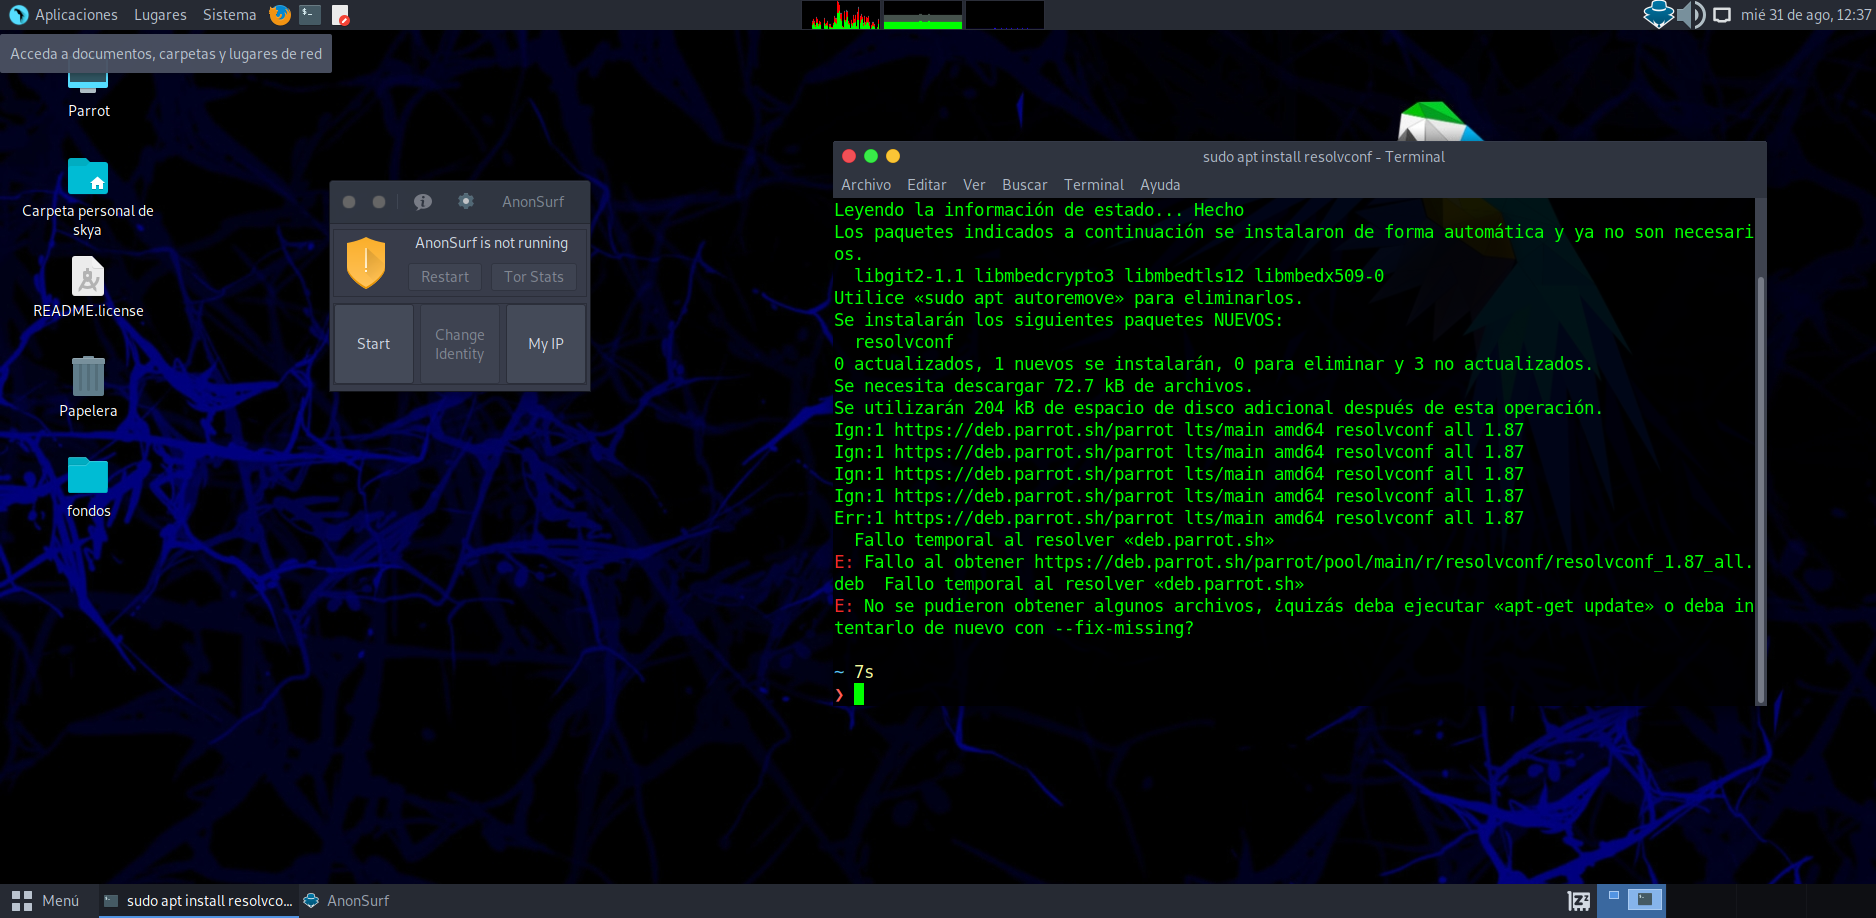 Aplicaciones Lugares Sistema
mié 31 de ago, 12:37
Acceda a documentos, carpetas y lugares de red
Parrot
Carpeta personal de
skya
README.license
Papelera
fondos
AnonSurf
AnonSurf is not running
Restart Tor Stats
Start
Change
Identity
My IP
sudo apt install resolvconf - Terminal
Archivo Editar Ver Buscar Terminal Ayuda
Leyendo la información de estado... Hecho
Los paquetes indicados a continuación se instalaron de forma automática y ya no son necesari
os.
libgit2-1.1 libmbedcrypto3 libmbedtls12 libmbedx509-0
Utilice «sudo apt autoremove» para eliminarlos.
Se instalarán los siguientes paquetes NUEVOS:
resolvconf
0 actualizados, 1 nuevos se instalarán, 0 para eliminar y 3 no actualizados.
Se necesita descargar 72.7 kB de archivos.
Se utilizarán 204 kB de espacio de disco adicional después de esta operación.
Ign:1 https://deb.parrot.sh/parrot lts/main amd64 resolvconf all 1.87
Ign:1 https://deb.parrot.sh/parrot lts/main amd64 resolvconf all 1.87
Ign:1 https://deb.parrot.sh/parrot lts/main amd64 resolvconf all 1.87
Ign:1 https://deb.parrot.sh/parrot lts/main amd64 resolvconf all 1.87
Err:1 https://deb.parrot.sh/parrot lts/main amd64 resolvconf all 1.87
Fallo temporal al resolver «deb.parrot.sh»
E: Fallo al obtener https://deb.parrot.sh/parrot/pool/main/r/resolvconf/resolvconf_1.87_all.
deb  Fallo temporal al resolver «deb.parrot.sh»
E: No se pudieron obtener algunos archivos, ¿quizás deba ejecutar «apt-get update» o deba in
tentarlo de nuevo con --fix-missing?
~ 7s
❯
Menú
sudo apt install resolvco...
AnonSurf